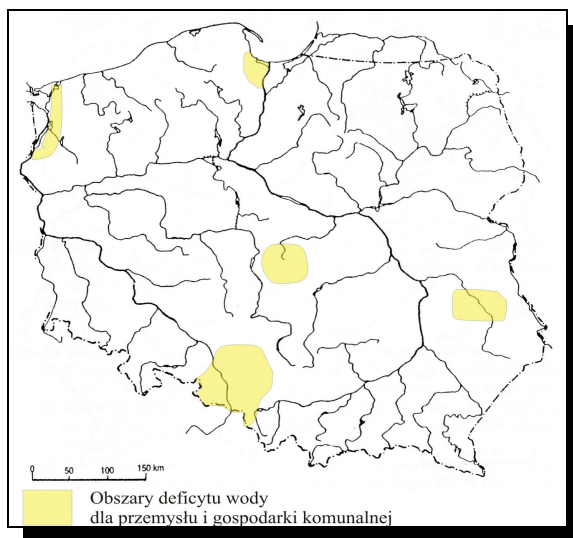 0 50 100 150 km
Obszary deficytu wody
dla przemysłu i gospodarki komunalnej